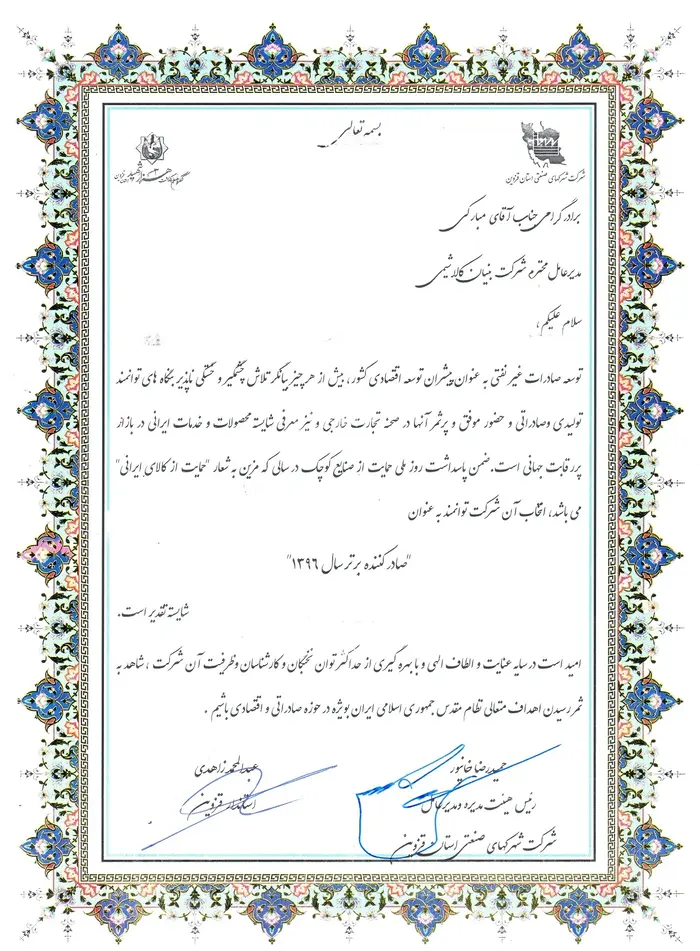 بسمه تعالی
شرکت شهرکهای صنعتی استان قزوین
برادر گرامی جناب آقای مبارکی
مدیرعامل محترم شرکت بنیان کالا شیمی
سلام علیکم،
توسعه صادرات غیر نفتی به عنوان پیشران توسعه اقتصادی کشور، بیش از هر چیز بیانگر تلاش چشمگیر و خستگی ناپذیر بنگاه های توانمند
تولیدی و صادراتی و حضور موفق و پرثمر آنها در صحنه تجارت خارجی و نیز معرفی شایسته محصولات و خدمات ایرانی در بازار
پر رقابت جهانی است. ضمن پاسداشت روز ملی حمایت از صنایع کوچک در سالی که مزین به شعار "حمایت از کالای ایرانی"
می باشد، انتخاب آن شرکت توانمند به عنوان
"صادر کننده برتر سال ۱۳۹۶"
شایسته تقدیر است.
امید است در سایه عنایت و الطاف الهی و با بهره گیری از حداکثر توان نخبگان و کارشناسان و ظرفیت آن شرکت، شاهد به
ثمر رسیدن اهداف متعالی نظام مقدس جمهوری اسلامی ایران بویژه در حوزه صادراتی و اقتصادی باشیم.
حمیدرضا خانپور
رئیس هیئت مدیره و مدیرعامل
شرکت شهرکهای صنعتی استان قزوین
عبدالمحمد زاهدی
استاندار قزوین